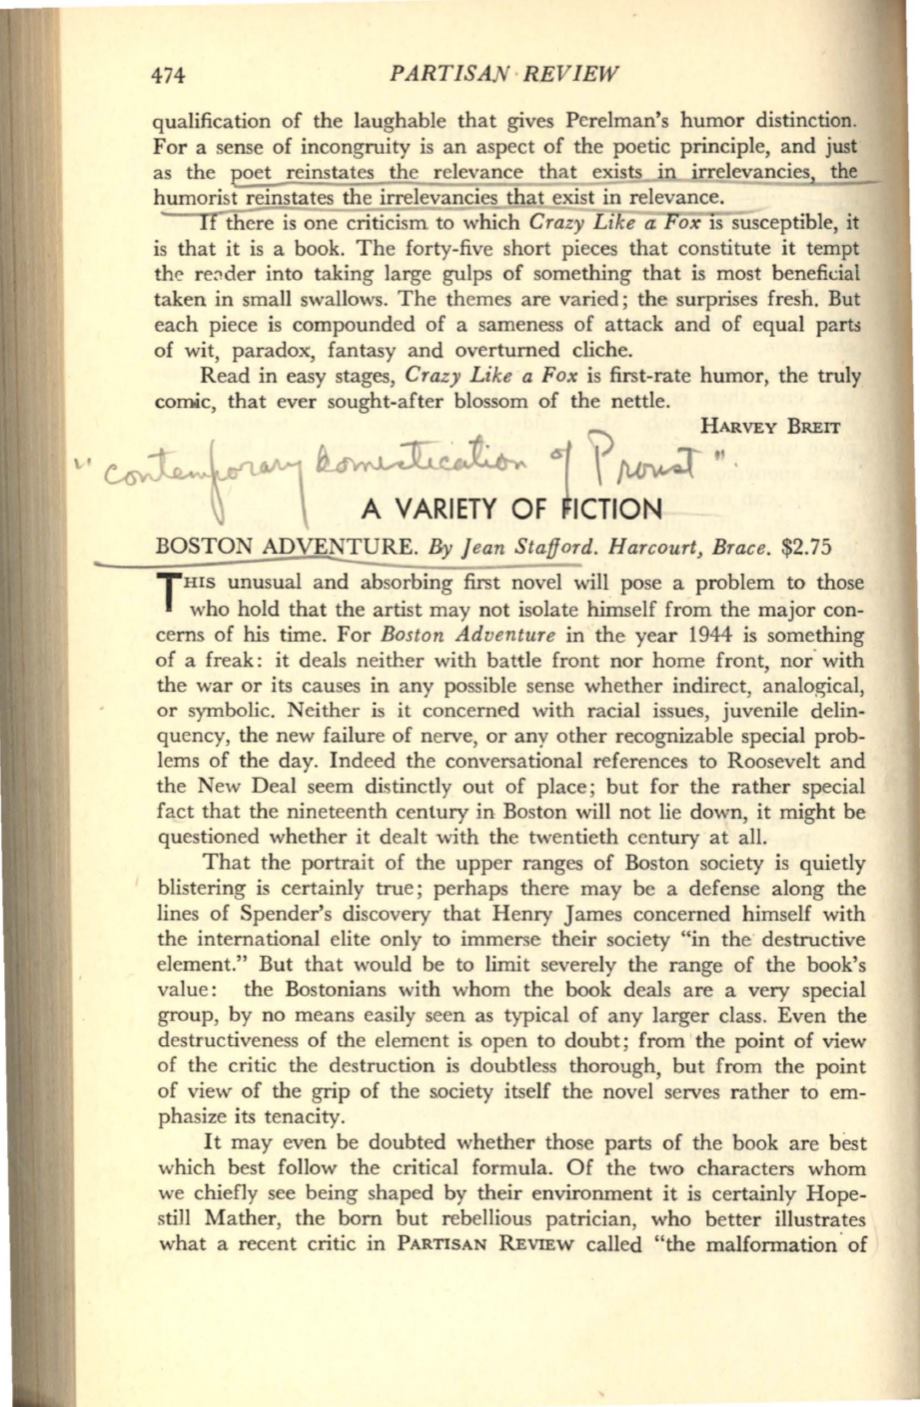 474 PARTISAN REVIEW
qualification of the laughable that gives Perelman's humor distinction.
For a sense of incongruity is an aspect of the poetic principle, and just
as the poet reinstates the relevance that exists in irrelevancies, the
humorist reinstates the irrelevancies that exist in relevance.
If there is one criticism to which Crazy Like a Fox is susceptible, it
is that it is a book. The forty-five short pieces that constitute it tempt
the reader into taking large gulps of something that is most beneficial
taken in small swallows. The themes are varied; the surprises fresh. But
each piece is compounded of a sameness of attack and of equal parts
of wit, paradox, fantasy and overturned cliche.
Read in easy stages, Crazy Like a Fox is first-rate humor, the truly
comic, that ever sought-after blossom of the nettle.
HARVEY BREIT
"contemporary domestication of Proust".
A VARIETY OF FICTION
BOSTON ADVENTURE. By Jean Stafford. Harcourt, Brace. $2.75
THIS unusual and absorbing first novel will pose a problem to those
who hold that the artist may not isolate himself from the major con-
cerns of his time. For Boston Adventure in the year 1944 is something
of a freak: it deals neither with battle front nor home front, nor with
the war or its causes in any possible sense whether indirect, analogical,
or symbolic. Neither is it concerned with racial issues, juvenile delin-
quency, the new failure of nerve, or any other recognizable special prob-
lems of the day. Indeed the conversational references to Roosevelt and
the New Deal seem distinctly out of place; but for the rather special
fact that the nineteenth century in Boston will not lie down, it might be
questioned whether it dealt with the twentieth century at all.
That the portrait of the upper ranges of Boston society is quietly
blistering is certainly true; perhaps there may be a defense along the
lines of Spender's discovery that Henry James concerned himself with
the international elite only to immerse their society "in the destructive
element." But that would be to limit severely the range of the book's
value: the Bostonians with whom the book deals are a very special
group, by no means easily seen as typical of any larger class. Even the
destructiveness of the element is open to doubt; from the point of view
of the critic the destruction is doubtless thorough, but from the point
of view of the grip of the society itself the novel serves rather to em-
phasize its tenacity.
It may even be doubted whether those parts of the book are best
which best follow the critical formula. Of the two characters whom
we chiefly see being shaped by their environment it is certainly Hope-
still Mather, the born but rebellious patrician, who better illustrates
what a recent critic in PARTISAN REVIEW called "the malformation of